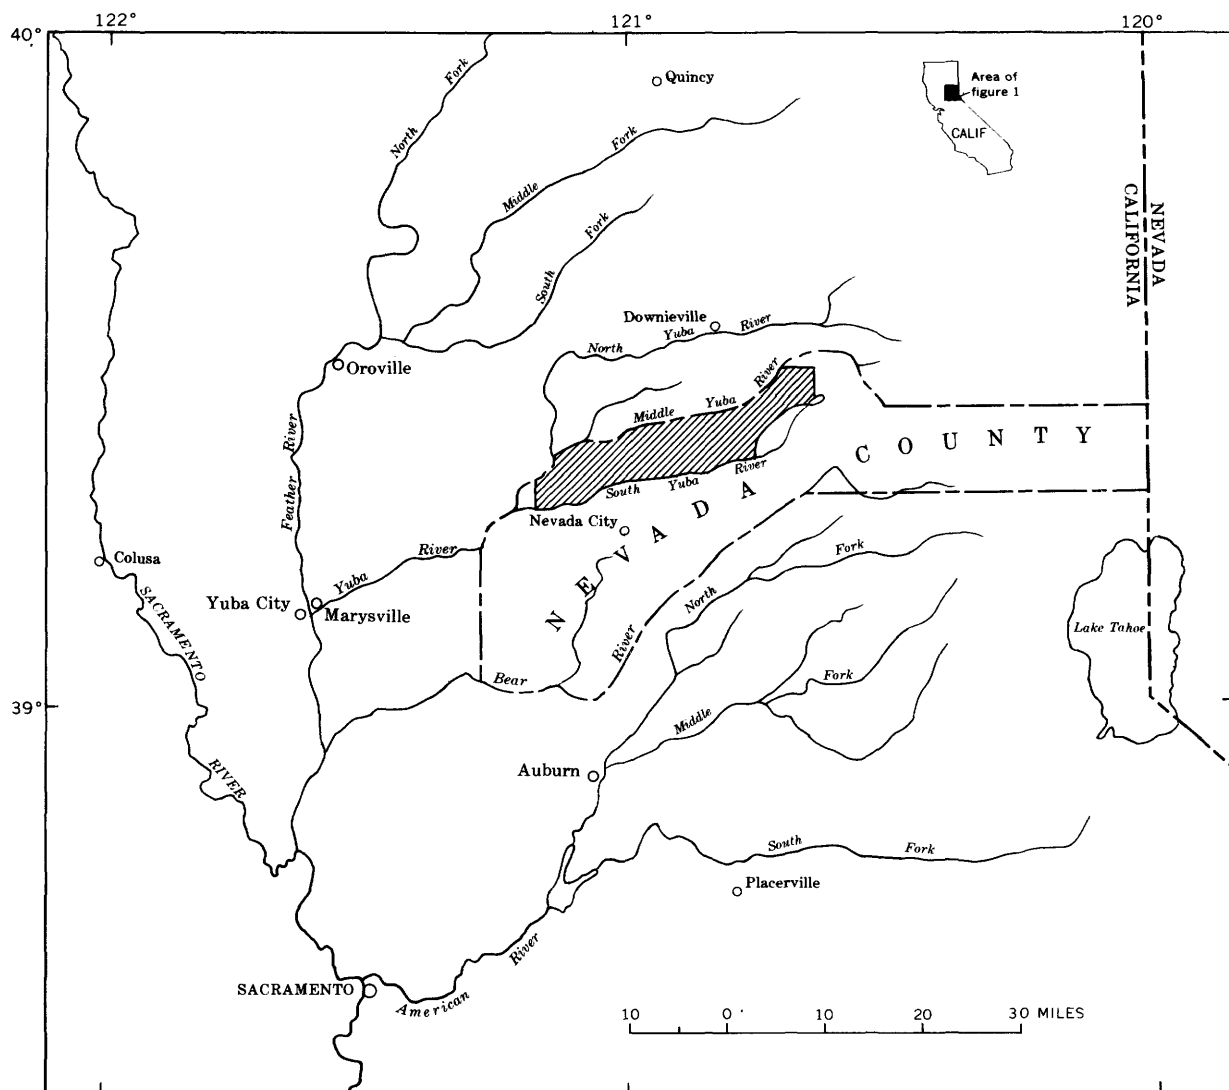 122°
121°
120°
40°
Quincy
Area of
figure 1
CALIF
North
Fork
Middle
Fork
South
Fork
NEVADA
CALIFORNIA
Downieville
North
Yuba
River
Oroville
Middle
Yuba
River
Feather
River
South
Yuba
River
COUNTY
NEVADA
Nevada City
Colusa
Yuba
River
Yuba City
Marysville
SACRAMENTO
RIVER
North
Fork
Lake Tahoe
Bear
River
39°
Middle
Fork
Auburn
South
Fork
Placerville
SACRAMENTO
American
River
10
0
10
20
30 MILES